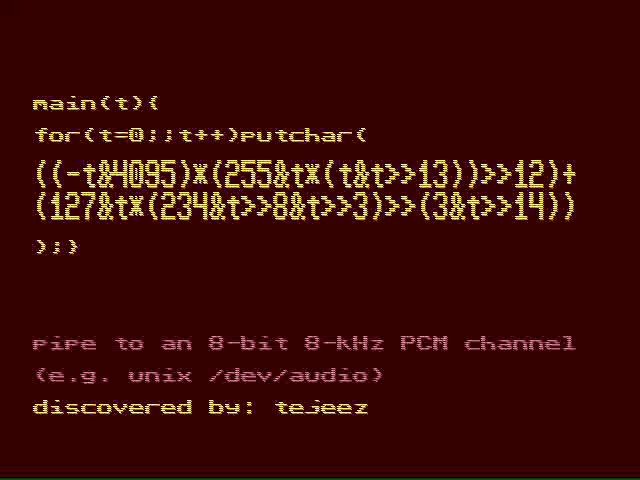 main(t){
for(t=0;;t++)putchar(
((-t&4095)*(255&t*(t&t>>13))>>12)+
(127&t*(234&t>>8&t>>3)>>(3&t>>14))
);}
pipe to an 8-bit 8-kHz PCM channel
(e.g. unix /dev/audio)
discovered by: tejeez